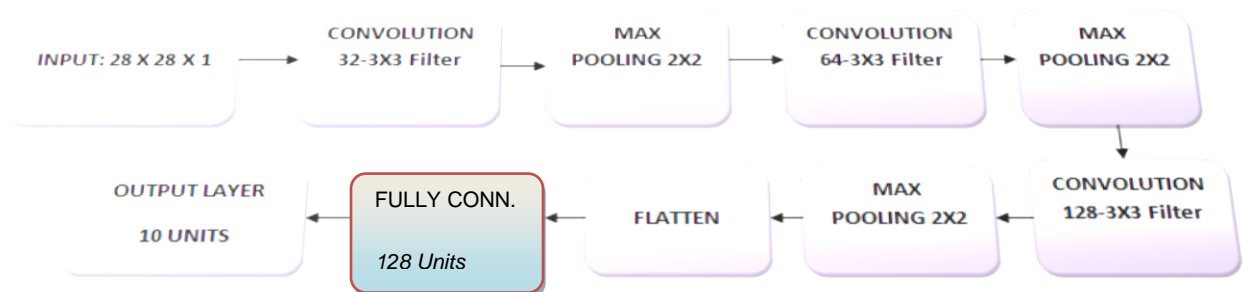 INPUT: 28 X 28 X 1
CONVOLUTION
32-3X3 Filter
MAX
POOLING 2X2
CONVOLUTION
64-3X3 Filter
MAX
POOLING 2X2
CONVOLUTION
128-3X3 Filter
MAX
POOLING 2X2
FLATTEN
FULLY CONN.
128 Units
OUTPUT LAYER
10 UNITS